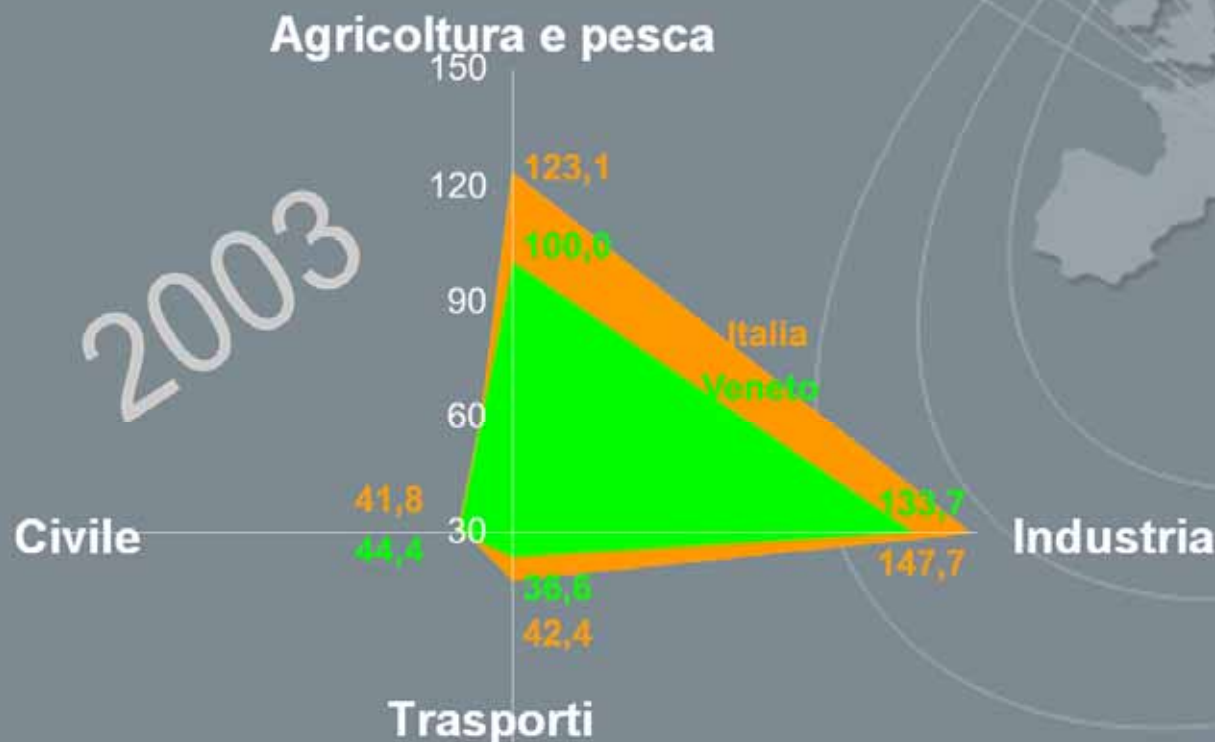 Agricoltura e pesca
150
123,1
120
2003
100,0
90
Italia
Veneto
60
41,8
133,7
Civile
30
Industria
44,4
147,7
36,6
42,4
Trasporti